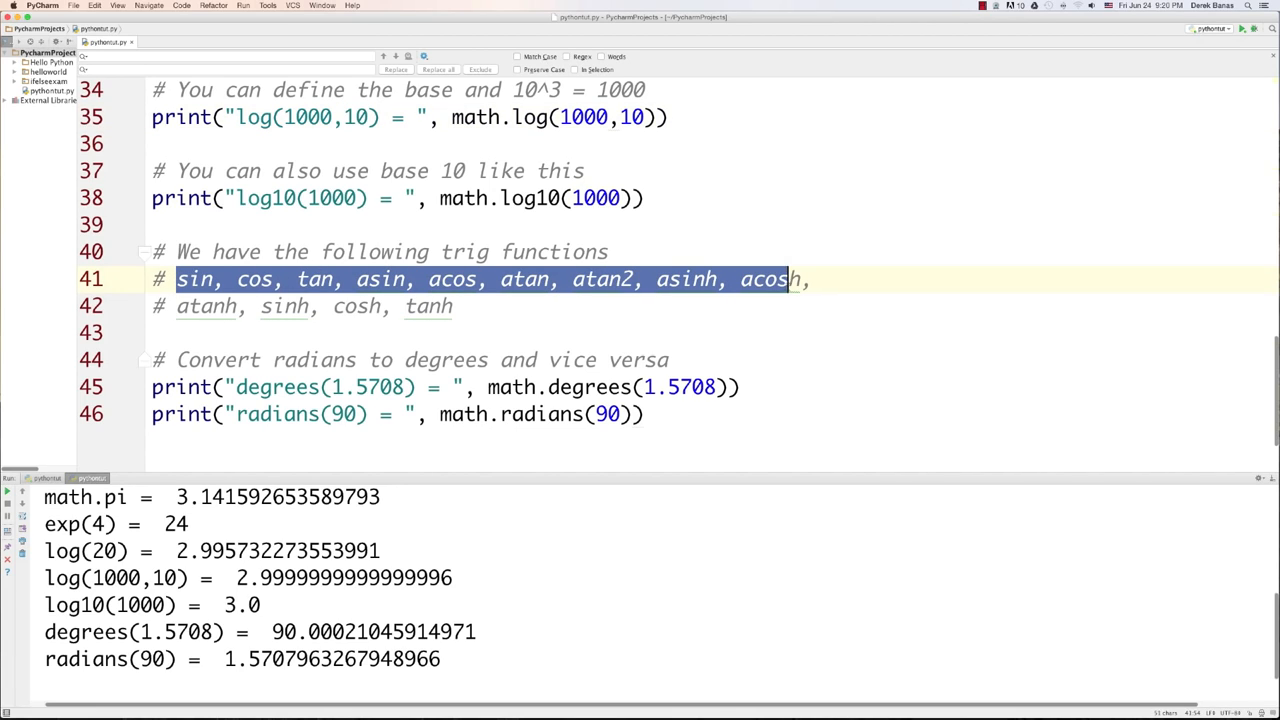 PyCharm File Edit View Navigate Code Refactor Run Tools VCS Window Help
10 Fri Jun 24 9:20 PM Derek Banas
pythontut.py - PycharmProjects - [~/PycharmProjects]
PycharmProjects pythontut.py
pythontut
pythontut.py
PycharmProject
Hello Python
helloworld
ifelseexam
pythontut.py
External Librarie
Match Case Regex Words
Replace Replace all Exclude Preserve Case In Selection
34 # You can define the base and 10^3 = 1000
35 print("log(1000,10) = ", math.log(1000,10))
36
37 # You can also use base 10 like this
38 print("log10(1000) = ", math.log10(1000))
39
40 # We have the following trig functions
41 # sin, cos, tan, asin, acos, atan, atan2, asinh, acosh,
42 # atanh, sinh, cosh, tanh
43
44 # Convert radians to degrees and vice versa
45 print("degrees(1.5708) = ", math.degrees(1.5708))
46 print("radians(90) = ", math.radians(90))
Run: pythontut pythontut
math.pi = 3.141592653589793
exp(4) = 24
log(20) = 2.995732273553991
log(1000,10) = 2.9999999999999996
log10(1000) = 3.0
degrees(1.5708) = 90.00021045914971
radians(90) = 1.5707963267948966
51 chars 41:54 LF÷ UTF-8÷